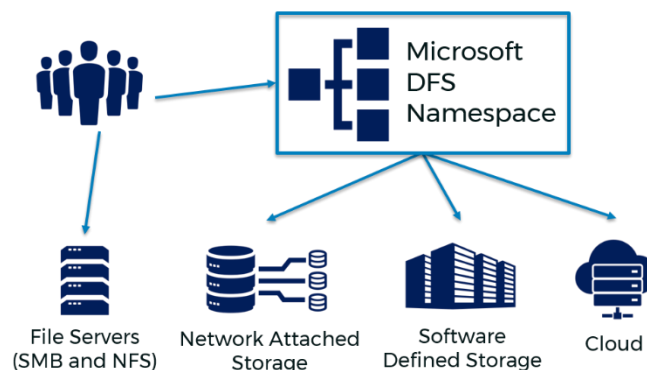 Microsoft
DFS
Namespace
File Servers
(SMB and NFS)
Network Attached
Storage
Software
Defined Storage
Cloud